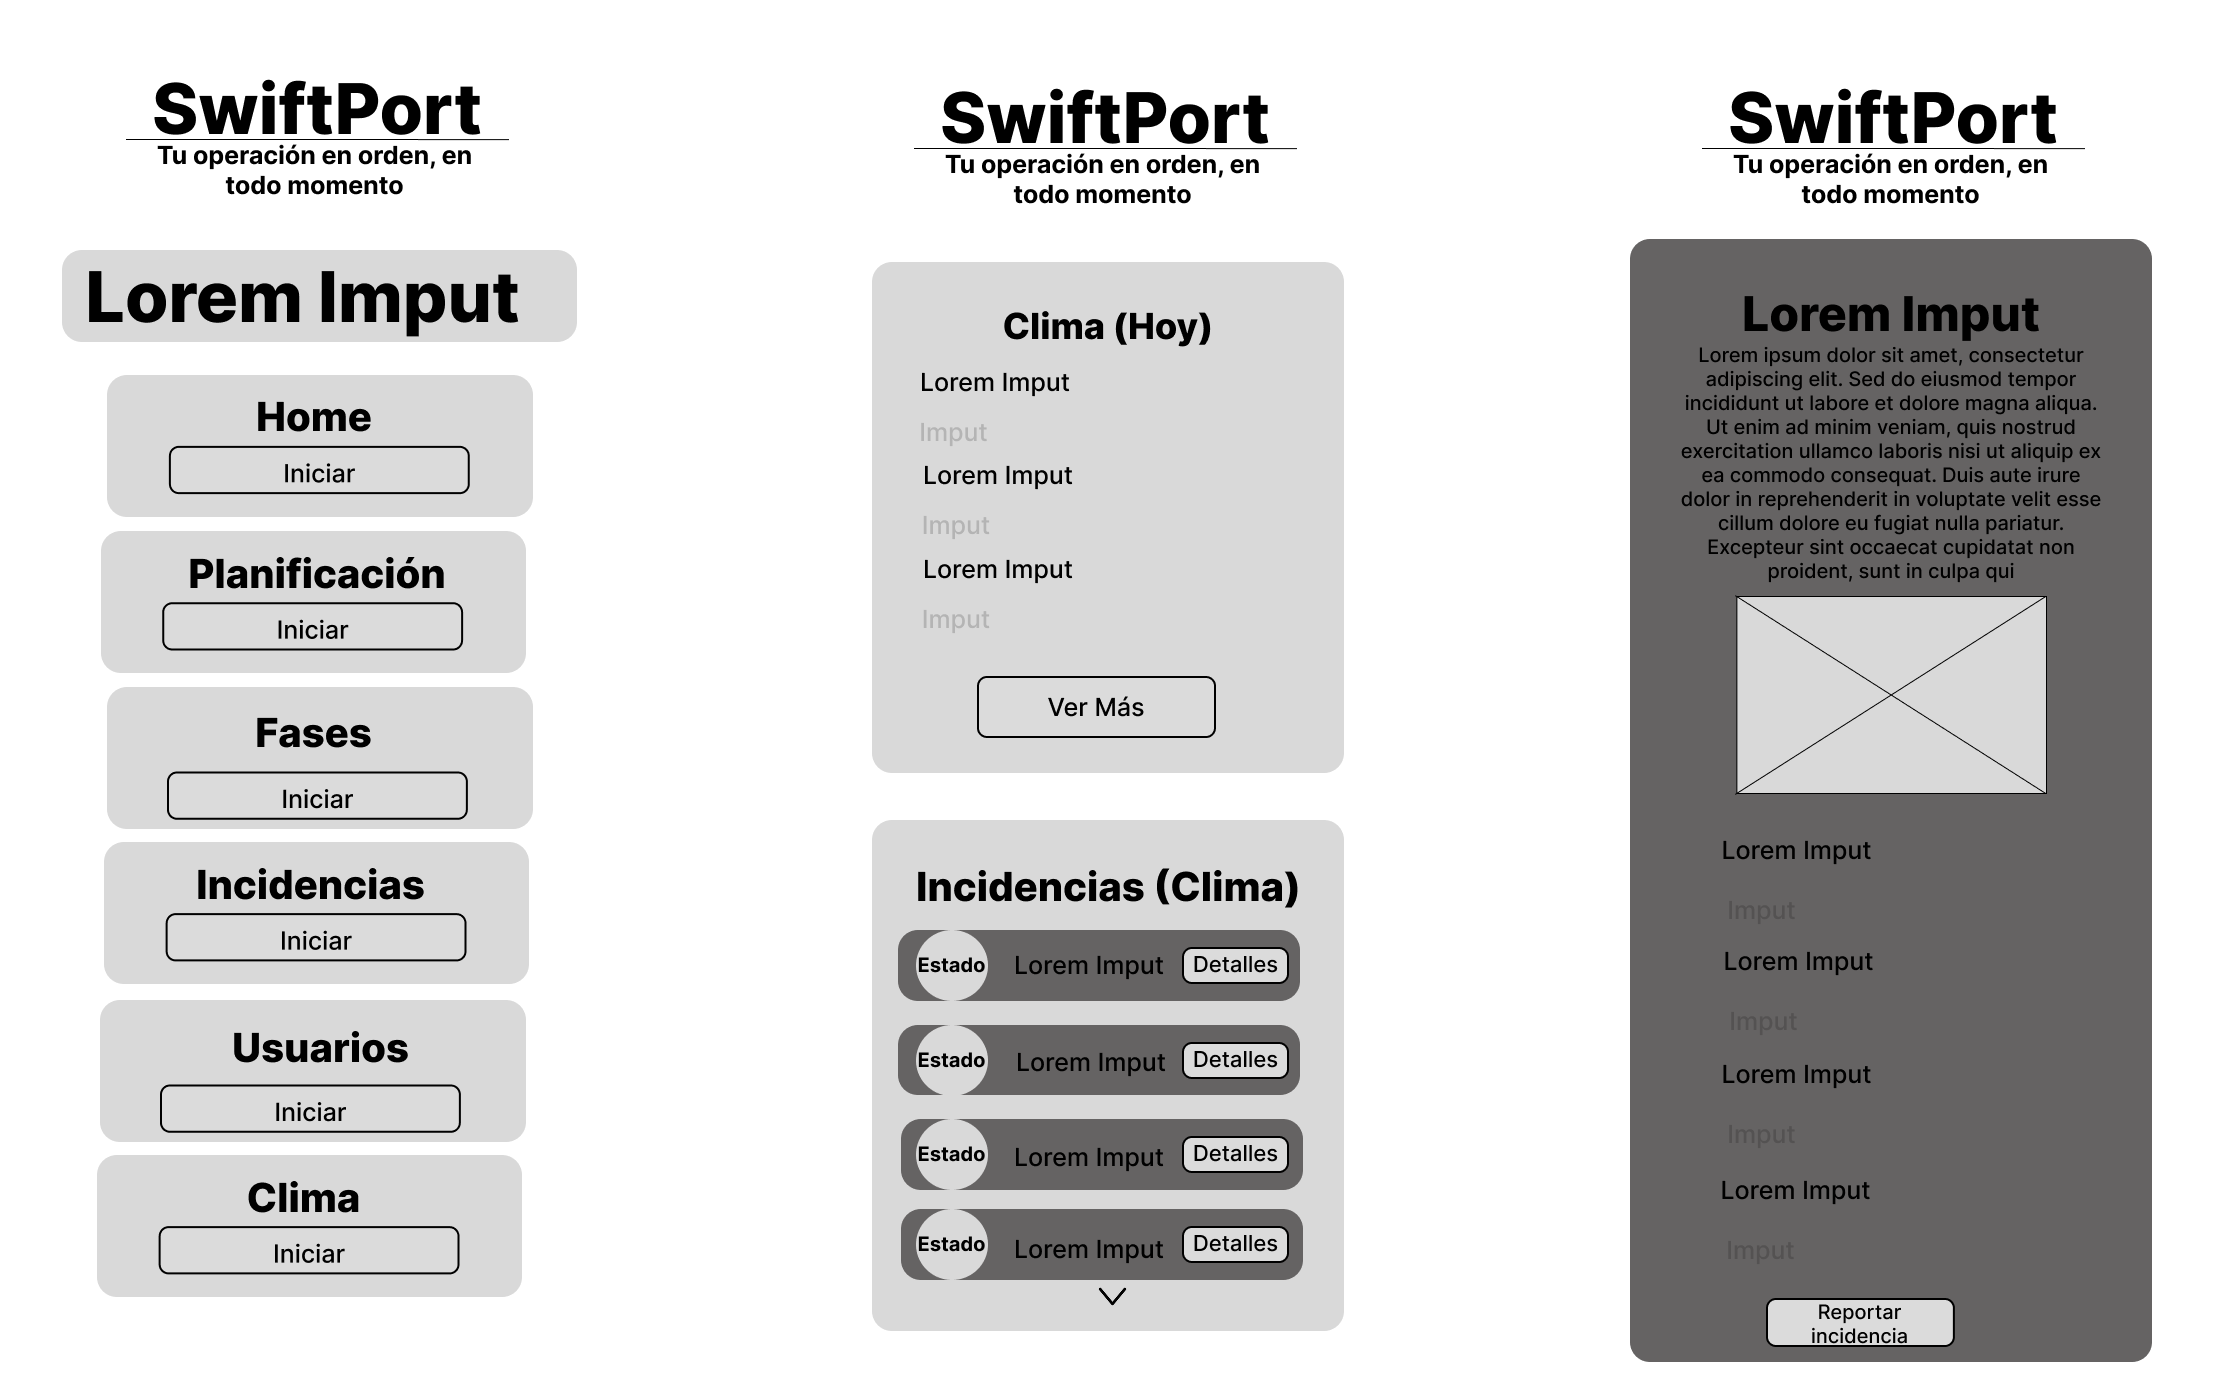 SwiftPort
Tu operación en orden, en
todo momento
Lorem Imput
Home
Iniciar
Planificación
Iniciar
Fases
Iniciar
Incidencias
Iniciar
Usuarios
Iniciar
Clima
Iniciar
SwiftPort
Tu operación en orden, en
todo momento
Clima (Hoy)
Lorem Imput
Imput
Lorem Imput
Imput
Lorem Imput
Imput
Ver Más
Incidencias (Clima)
Estado Lorem Imput Detalles
Estado Lorem Imput Detalles
Estado Lorem Imput Detalles
Estado Lorem Imput Detalles
SwiftPort
Tu operación en orden, en
todo momento
Lorem Imput
Lorem ipsum dolor sit amet, consectetur
adipiscing elit. Sed do eiusmod tempor
incididunt ut labore et dolore magna aliqua.
Ut enim ad minim veniam, quis nostrud
exercitation ullamco laboris nisi ut aliquip ex
ea commodo consequat. Duis aute irure
dolor in reprehenderit in voluptate velit esse
cillum dolore eu fugiat nulla pariatur.
Excepteur sint occaecat cupidatat non
proident, sunt in culpa qui
Lorem Imput
Imput
Lorem Imput
Imput
Lorem Imput
Imput
Lorem Imput
Imput
Reportar
incidencia